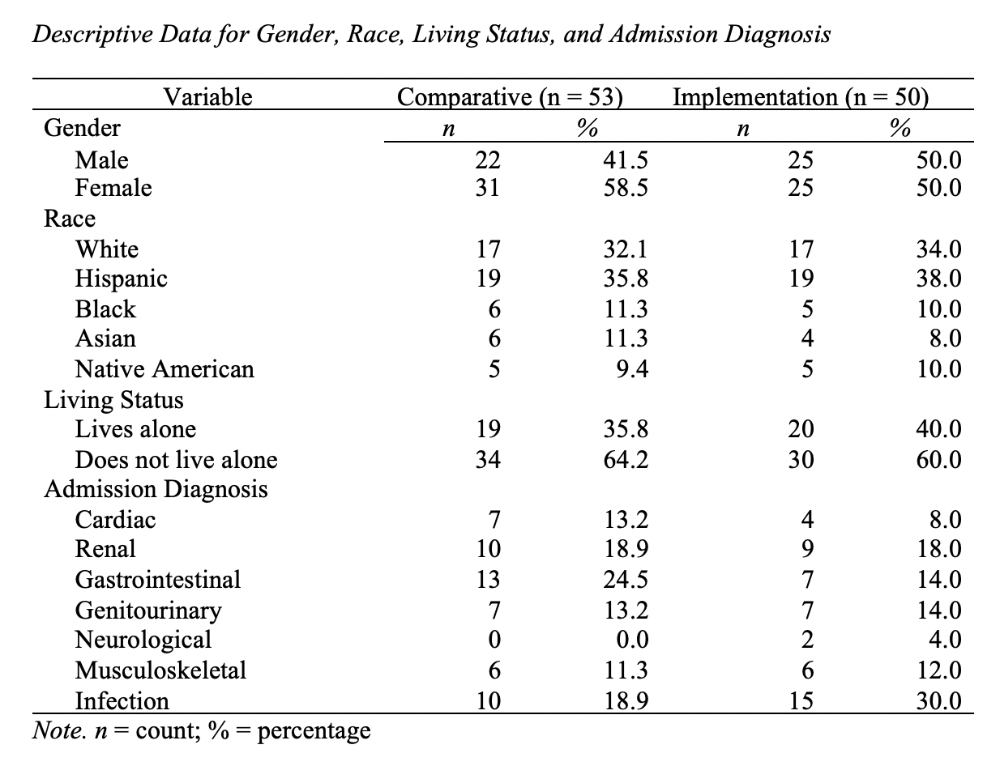 Descriptive Data for Gender, Race, Living Status, and Admission Diagnosis
Variable Comparative (n = 53) Implementation (n = 50)
Gender n % n %
Male 22 41.5 25 50.0
Female 31 58.5 25 50.0
Race
White 17 32.1 17 34.0
Hispanic 19 35.8 19 38.0
Black 6 11.3 5 10.0
Asian 6 11.3 4 8.0
Native American 5 9.4 5 10.0
Living Status
Lives alone 19 35.8 20 40.0
Does not live alone 34 64.2 30 60.0
Admission Diagnosis
Cardiac 7 13.2 4 8.0
Renal 10 18.9 9 18.0
Gastrointestinal 13 24.5 7 14.0
Genitourinary 7 13.2 7 14.0
Neurological 0 0.0 2 4.0
Musculoskeletal 6 11.3 6 12.0
Infection 10 18.9 15 30.0
Note. n = count; % = percentage